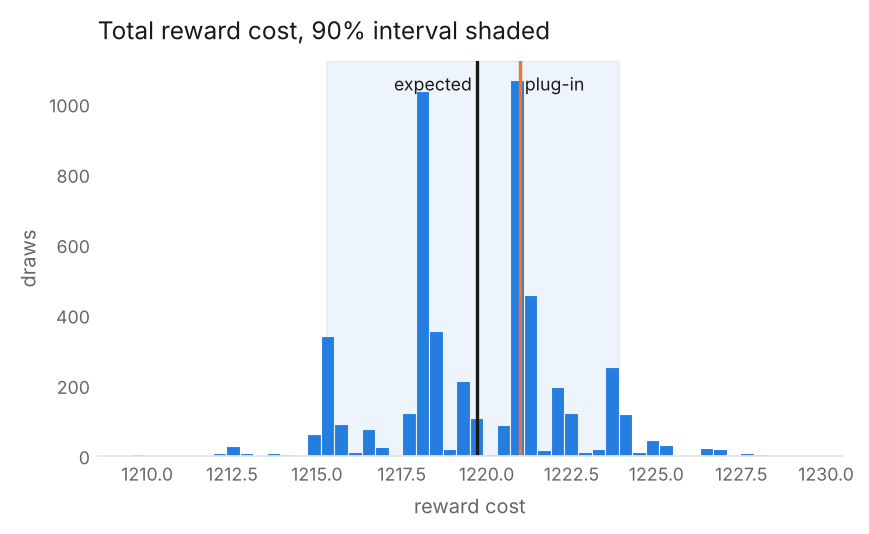 Total reward cost, 90% interval shaded
expected
plug-in
draws
1000
800
600
400
200
0
1210.0 1212.5 1215.0 1217.5 1220.0 1222.5 1225.0 1227.5 1230.0
reward cost